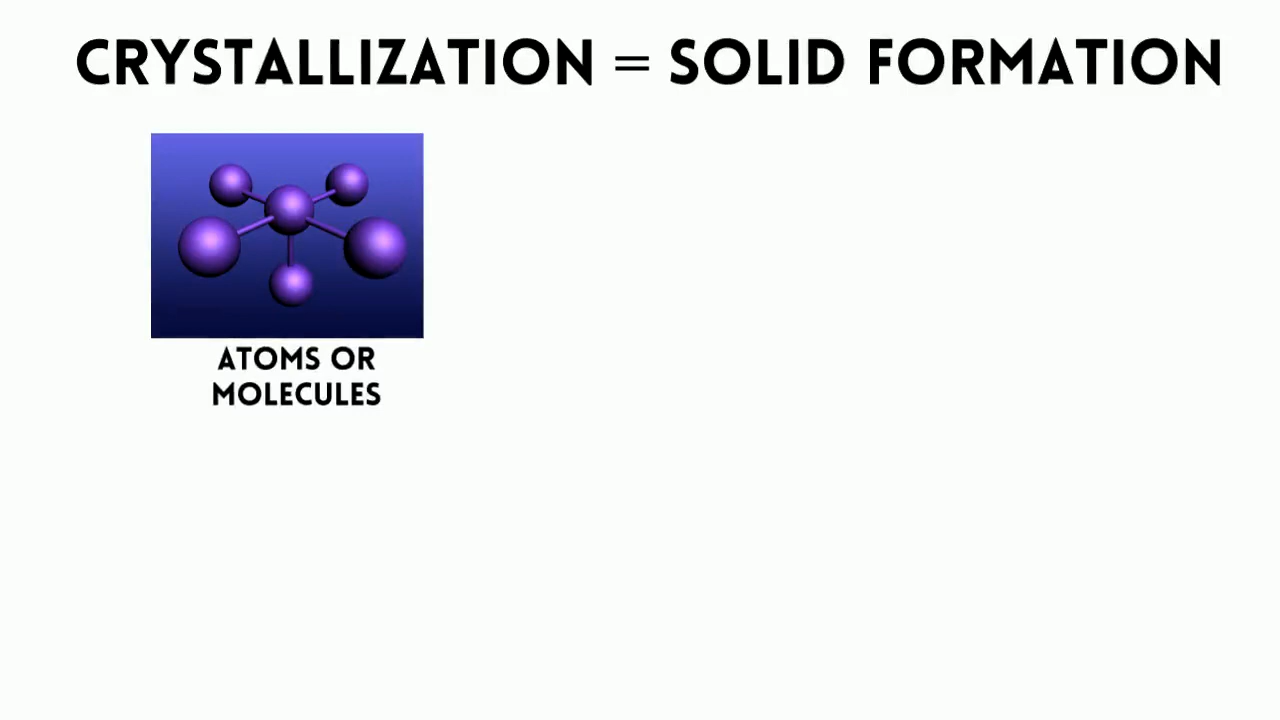 CRYSTALLIZATION = SOLID FORMATION
ATOMS OR
MOLECULES